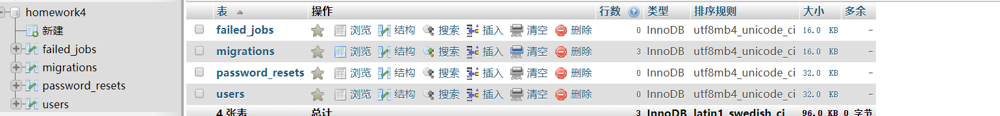 homework4
新建
failed_jobs
migrations
password_resets
users
表 操作 行数 类型 排序规则 大小 多余
failed_jobs 浏览 结构 搜索 插入 清空 删除 0 InnoDB utf8mb4_unicode_ci 16.0 KB -
migrations 浏览 结构 搜索 插入 清空 删除 3 InnoDB utf8mb4_unicode_ci 16.0 KB -
password_resets 浏览 结构 搜索 插入 清空 删除 0 InnoDB utf8mb4_unicode_ci 32.0 KB -
users 浏览 结构 搜索 插入 清空 删除 0 InnoDB utf8mb4_unicode_ci 32.0 KB -
4 张表 总计 3 InnoDB latin1_swedish_ci 96.0 KB 0 字节